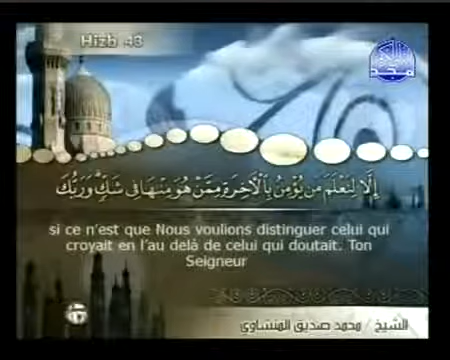 Hizb 43
مجد
إِلَّا لِنَعْلَمَ مَن يُؤْمِنُ بِالْآخِرَةِ مِمَّنْ هُوَ مِنْهَا فِي شَكٍّ وَرَبُّكَ
si ce n'est que Nous voulions distinguer celui qui
croyait en l'au delà de celui qui doutait. Ton
Seigneur
الشيخ / محمد صديق المنشاوي